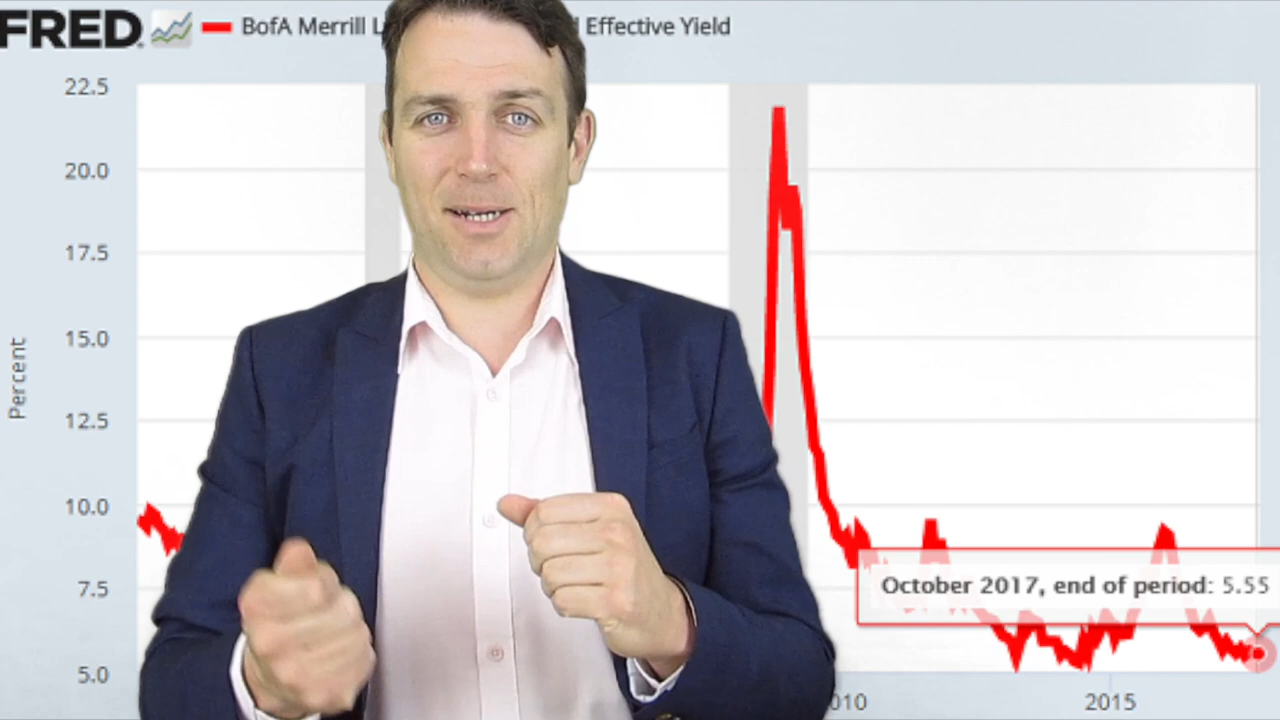 FRED
BofA Merrill Effective Yield
22.5
20.0
17.5
15.0
12.5
10.0
7.5
5.0
Percent
October 2017, end of period: 5.55
2015